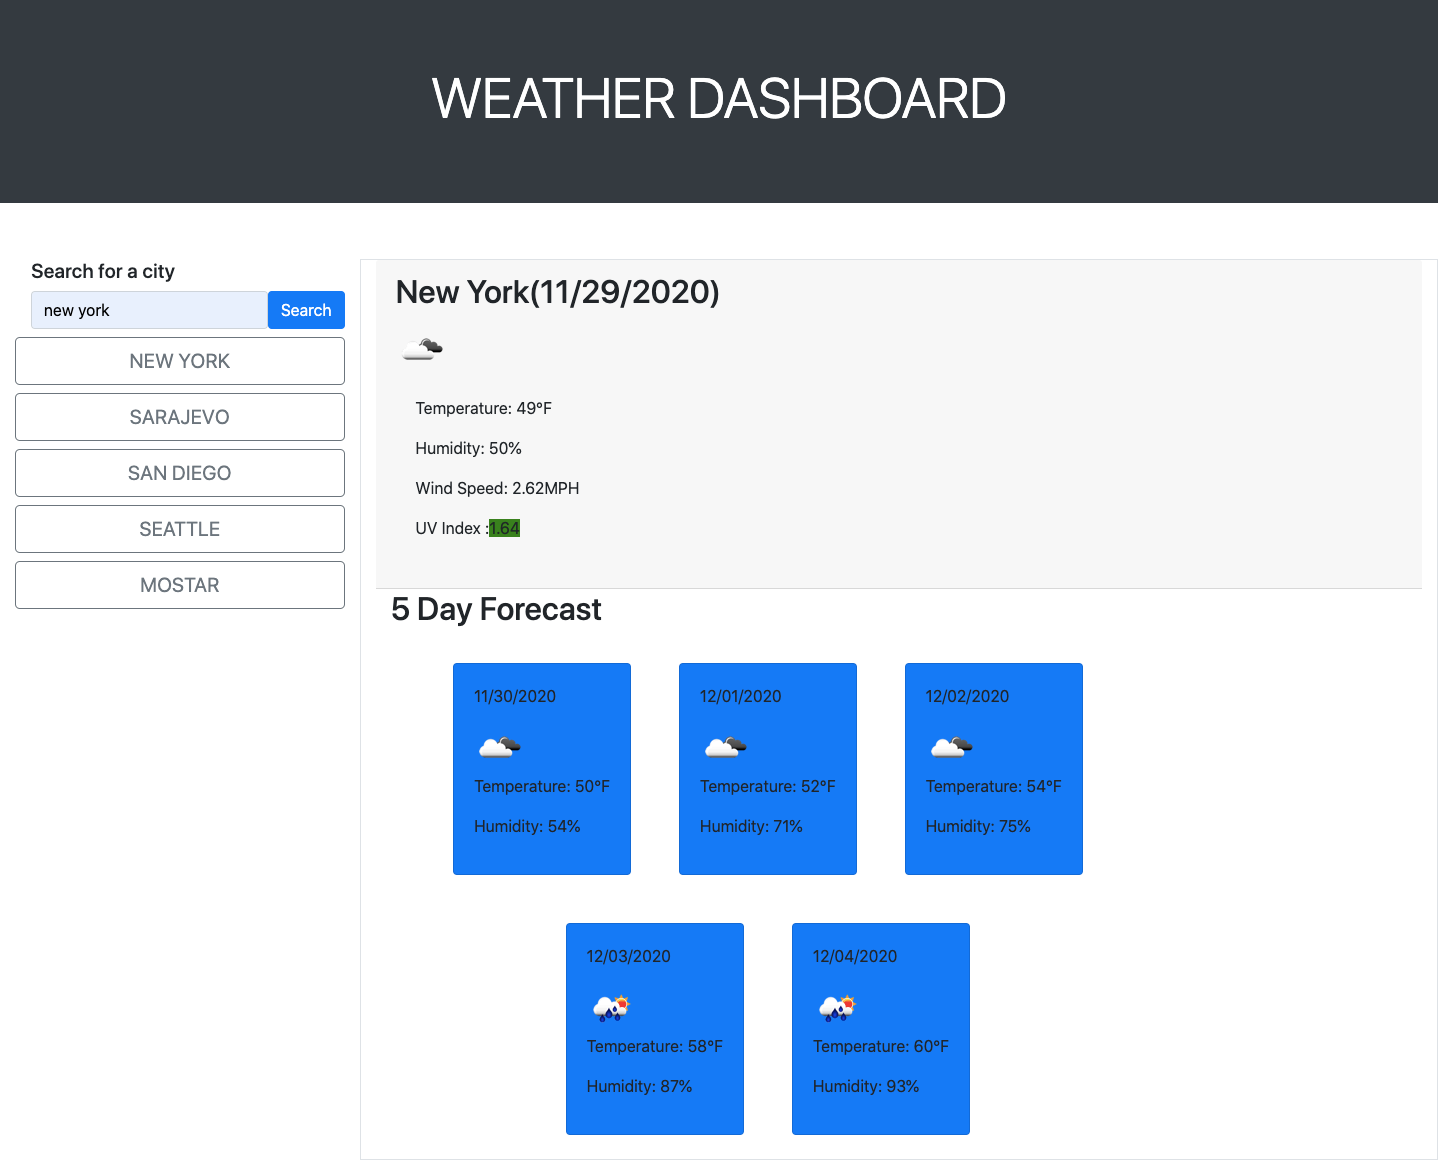 WEATHER DASHBOARD
Search for a city
new york
Search
NEW YORK
SARAJEVO
SAN DIEGO
SEATTLE
MOSTAR
New York(11/29/2020)
Temperature: 49°F
Humidity: 50%
Wind Speed: 2.62MPH
UV Index :1.64
5 Day Forecast
11/30/2020
Temperature: 50°F
Humidity: 54%
12/01/2020
Temperature: 52°F
Humidity: 71%
12/02/2020
Temperature: 54°F
Humidity: 75%
12/03/2020
Temperature: 58°F
Humidity: 87%
12/04/2020
Temperature: 60°F
Humidity: 93%